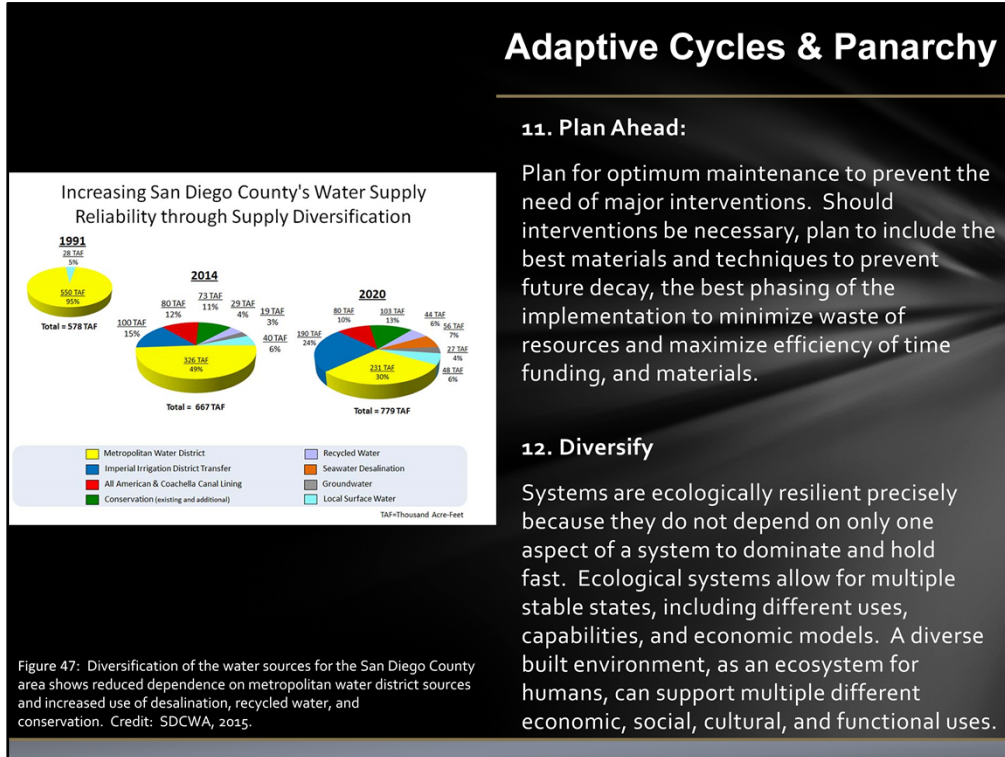 Adaptive Cycles & Panarchy
11. Plan Ahead:
Plan for optimum maintenance to prevent the
need of major interventions. Should
interventions be necessary, plan to include the
best materials and techniques to prevent
future decay, the best phasing of the
implementation to minimize waste of
resources and maximize efficiency of time
funding, and materials.
12. Diversify
Systems are ecologically resilient precisely
because they do not depend on only one
aspect of a system to dominate and hold
fast. Ecological systems allow for multiple
stable states, including different uses,
capabilities, and economic models. A diverse
built environment, as an ecosystem for
humans, can support multiple different
economic, social, cultural, and functional uses.
Increasing San Diego County's Water Supply
Reliability through Supply Diversification
1991
28 TAF
5%
550 TAF
95%
Total = 578 TAF
2014
100 TAF
15%
80 TAF
12%
73 TAF
11%
29 TAF
4%
19 TAF
3%
40 TAF
6%
326 TAF
49%
Total = 667 TAF
2020
190 TAF
24%
80 TAF
10%
103 TAF
13%
44 TAF
6%
56 TAF
7%
27 TAF
4%
48 TAF
6%
231 TAF
30%
Total = 779 TAF
Metropolitan Water District
Imperial Irrigation District Transfer
All American & Coachella Canal Lining
Conservation (existing and additional)
Recycled Water
Seawater Desalination
Groundwater
Local Surface Water
TAF=Thousand Acre-Feet
Figure 47: Diversification of the water sources for the San Diego County
area shows reduced dependence on metropolitan water district sources
and increased use of desalination, recycled water, and
conservation. Credit: SDCWA, 2015.